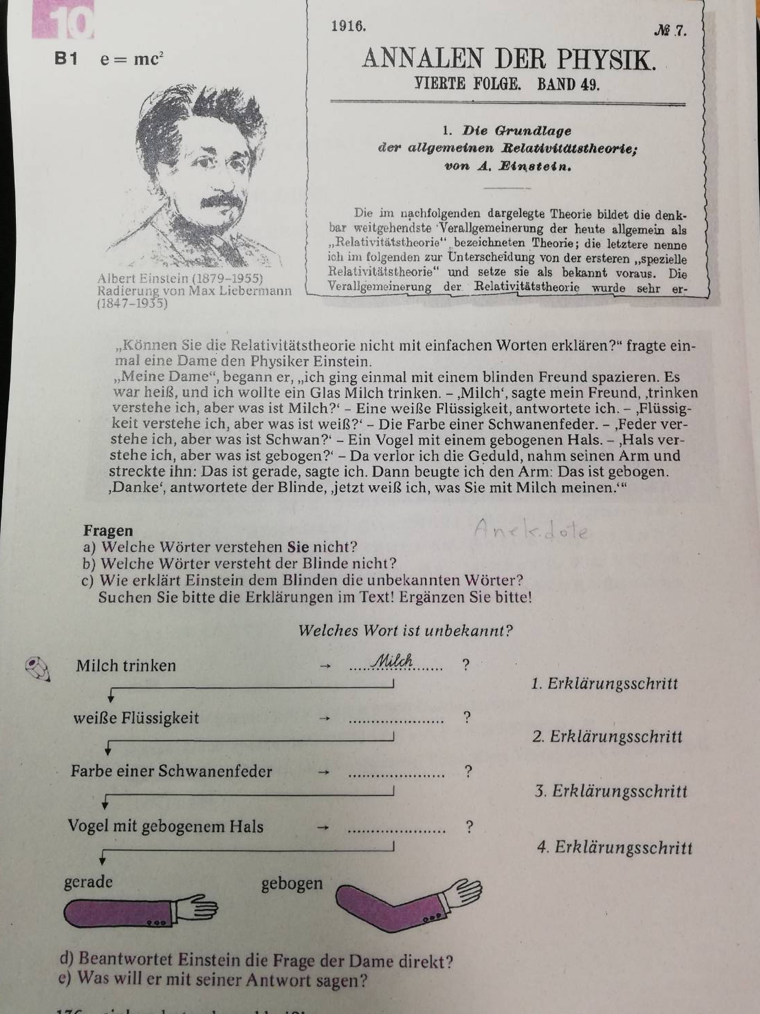 10
B1 e = mc²
1916. № 7.
ANNALEN DER PHYSIK.
VIERTE FOLGE. BAND 49.
1. Die Grundlage
der allgemeinen Relativitätstheorie;
von A. Einstein.
Die im nachfolgenden dargelegte Theorie bildet die denk-
bar weitgehendste Verallgemeinerung der heute allgemein als
„Relativitätstheorie“ bezeichneten Theorie; die letztere nenne
ich im folgenden zur Unterscheidung von der ersteren „spezielle
Relativitätstheorie“ und setze sie als bekannt voraus. Die
Verallgemeinerung der Relativitätstheorie wurde sehr er-
Albert Einstein (1879–1955)
Radierung von Max Liebermann
(1847–1935)
„Können Sie die Relativitätstheorie nicht mit einfachen Worten erklären?“ fragte ein-
mal eine Dame den Physiker Einstein.
„Meine Dame“, begann er, „ich ging einmal mit einem blinden Freund spazieren. Es
war heiß, und ich wollte ein Glas Milch trinken. – ‚Milch‘, sagte mein Freund, ‚trinken
verstehe ich, aber was ist Milch?‘ – Eine weiße Flüssigkeit, antwortete ich. – ‚Flüssig-
keit verstehe ich, aber was ist weiß?‘ – Die Farbe einer Schwanenfeder. – ‚Feder ver-
stehe ich, aber was ist Schwan?‘ – Ein Vogel mit einem gebogenen Hals. – ‚Hals ver-
stehe ich, aber was ist gebogen?‘ – Da verlor ich die Geduld, nahm seinen Arm und
streckte ihn: Das ist gerade, sagte ich. Dann beugte ich den Arm: Das ist gebogen.
‚Danke‘, antwortete der Blinde, ‚jetzt weiß ich, was Sie mit Milch meinen.‘“
Anekdote
Fragen
a) Welche Wörter verstehen Sie nicht?
b) Welche Wörter versteht der Blinde nicht?
c) Wie erklärt Einstein dem Blinden die unbekannten Wörter?
Suchen Sie bitte die Erklärungen im Text! Ergänzen Sie bitte!
Welches Wort ist unbekannt?
Milch trinken → ......Milch...... ?
1. Erklärungsschritt
weiße Flüssigkeit → ..................... ?
2. Erklärungsschritt
Farbe einer Schwanenfeder → ..................... ?
3. Erklärungsschritt
Vogel mit gebogenem Hals → ..................... ?
4. Erklärungsschritt
gerade gebogen
d) Beantwortet Einstein die Frage der Dame direkt?
e) Was will er mit seiner Antwort sagen?